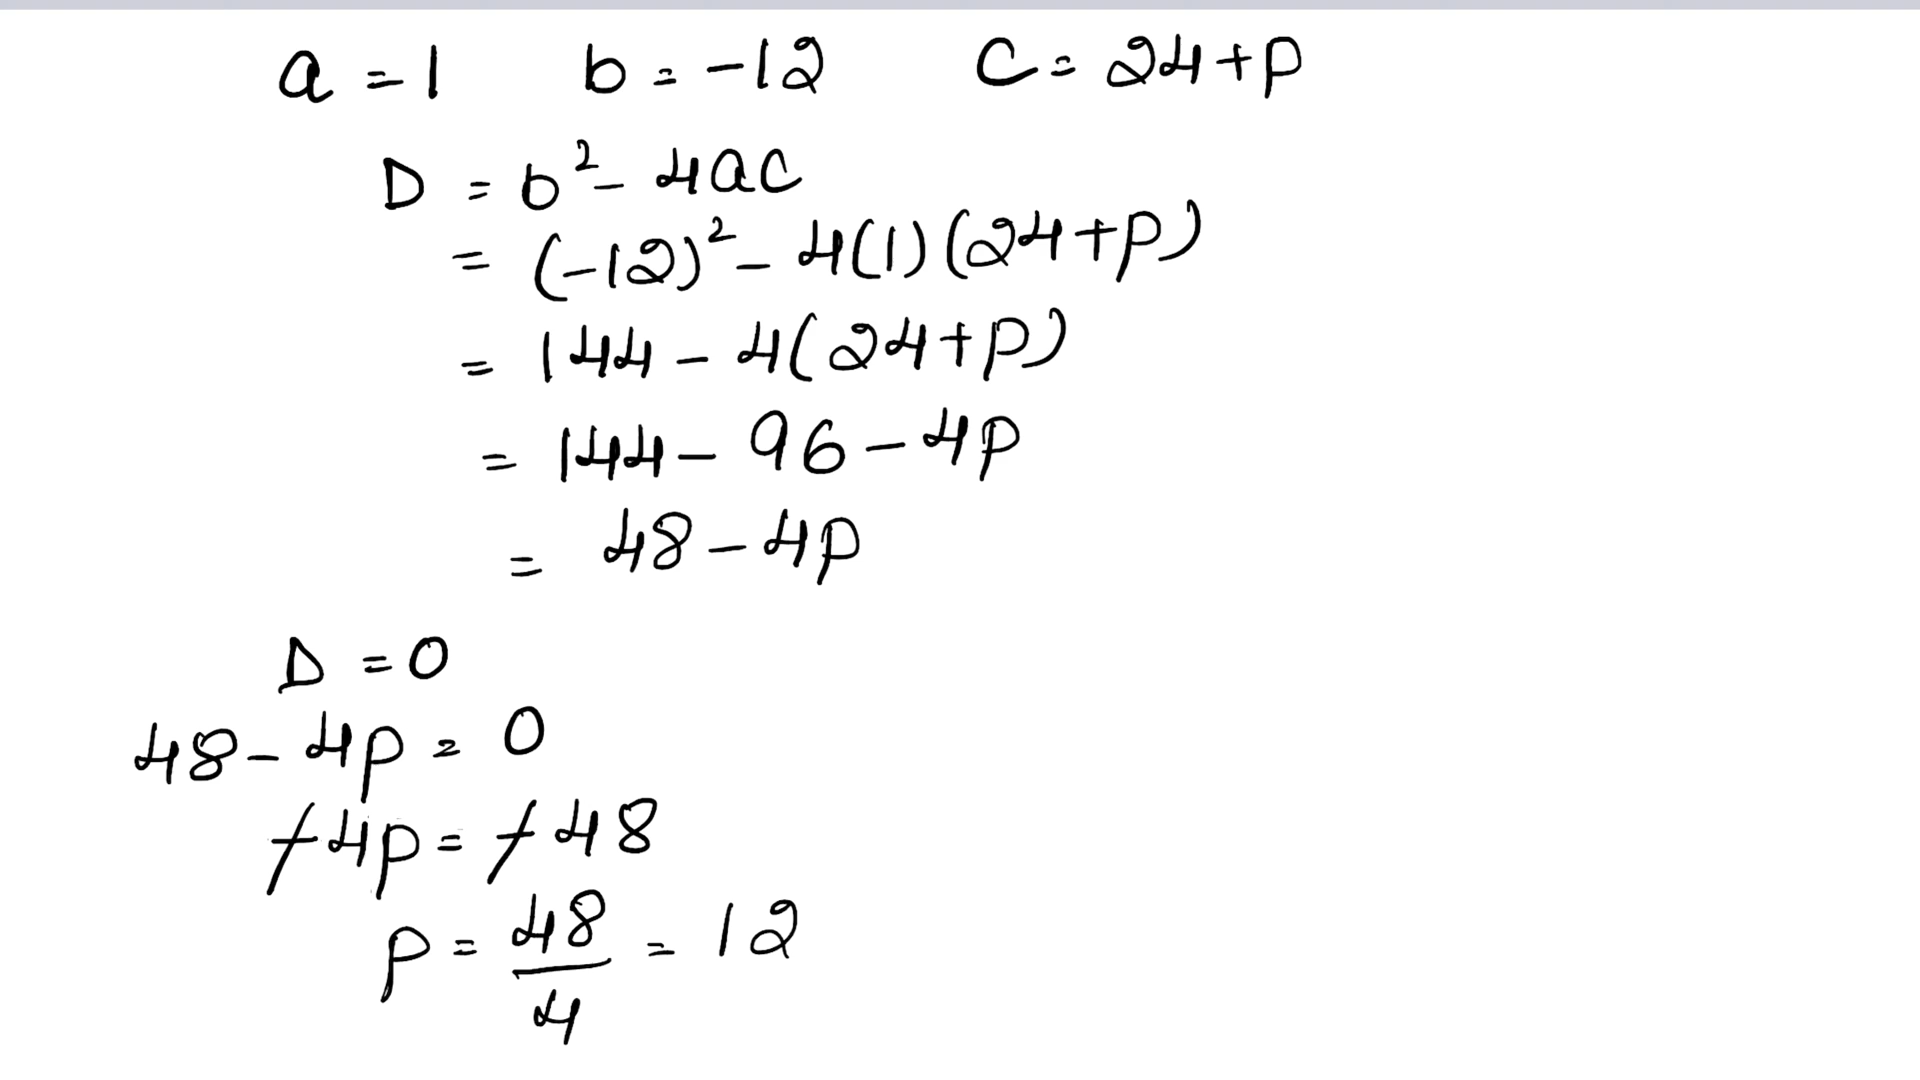 a = 1 b = -12 C = 24+p
D = b² - 4ac
= (-12)² - 4(1)(24+p)
= 144 - 4(24+p)
= 144 - 96 - 4p
= 48 - 4p
D = 0
48 - 4p = 0
-4p = -48
p = 48/4 = 12